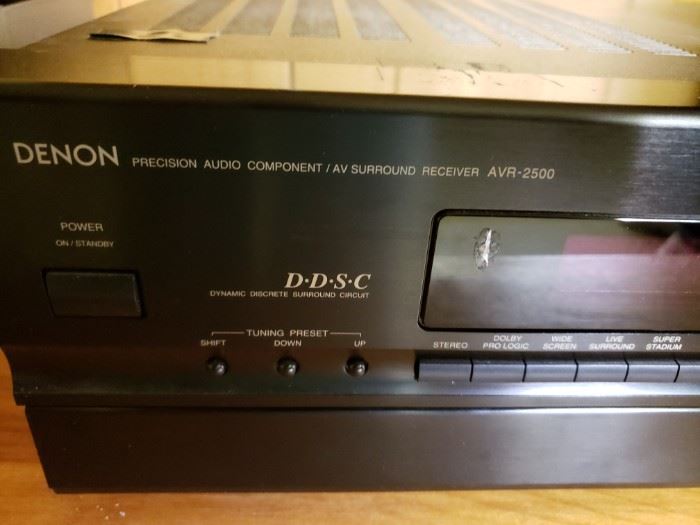 DENON PRECISION AUDIO COMPONENT / AV SURROUND RECEIVER AVR-2500
POWER
ON / STANDBY
D·D·S·C
DYNAMIC DISCRETE SURROUND CIRCUIT
TUNING PRESET
SHIFT DOWN UP
STEREO
DOLBY PRO LOGIC
WIDE SCREEN
LIVE SURROUND
SUPER STADIUM